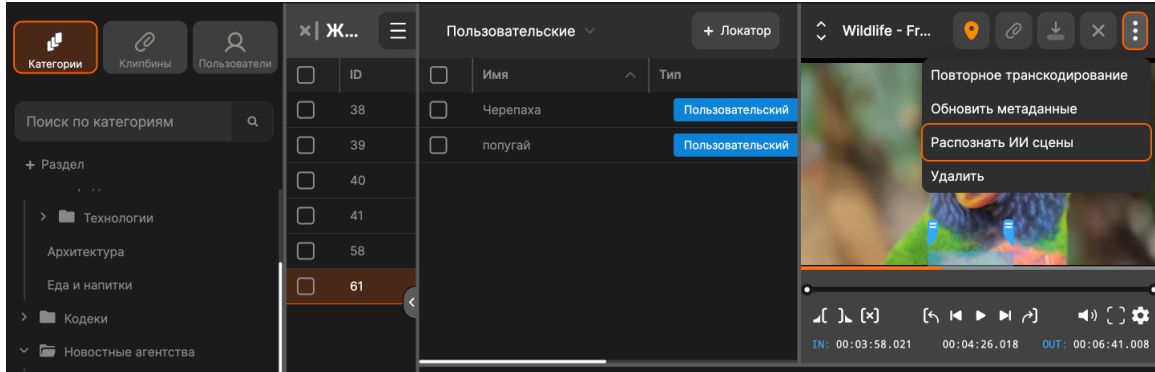 Категории
Клипбины
Пользователи
Поиск по категориям
+ Раздел
Технологии
Архитектура
Еда и напитки
Кодеки
Новостные агентства
Ж...
ID
38
39
40
41
58
61
Пользовательские
+ Локатор
Имя
Тип
Черепаха
Пользовательский
попугай
Пользовательский
Wildlife - Fr...
Повторное транскодирование
Обновить метаданные
Распознать ИИ сцены
Удалить
IN: 00:03:58.021
00:04:26.018
OUT: 00:06:41.008